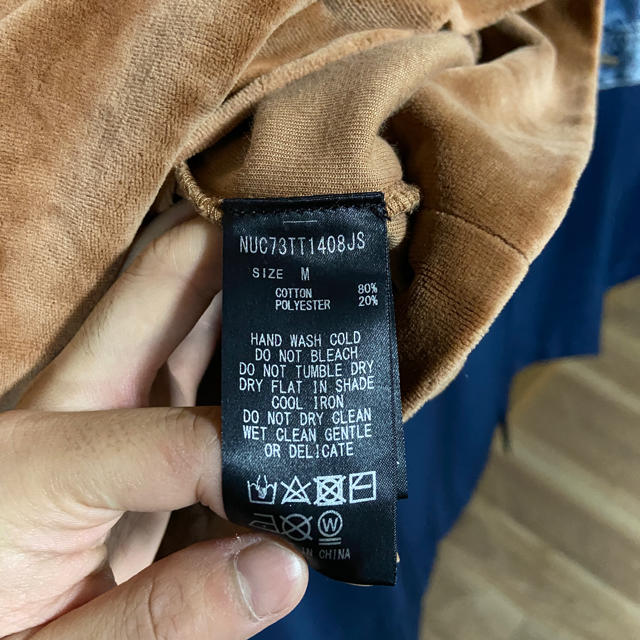 NUC73TT1408JS
SIZE M
COTTON 80%
POLYESTER 20%
HAND WASH COLD
DO NOT BLEACH
DO NOT TUMBLE DRY
DRY FLAT IN SHADE
COOL IRON
DO NOT DRY CLEAN
WET CLEAN GENTLE
OR DELICATE
W
CHINA